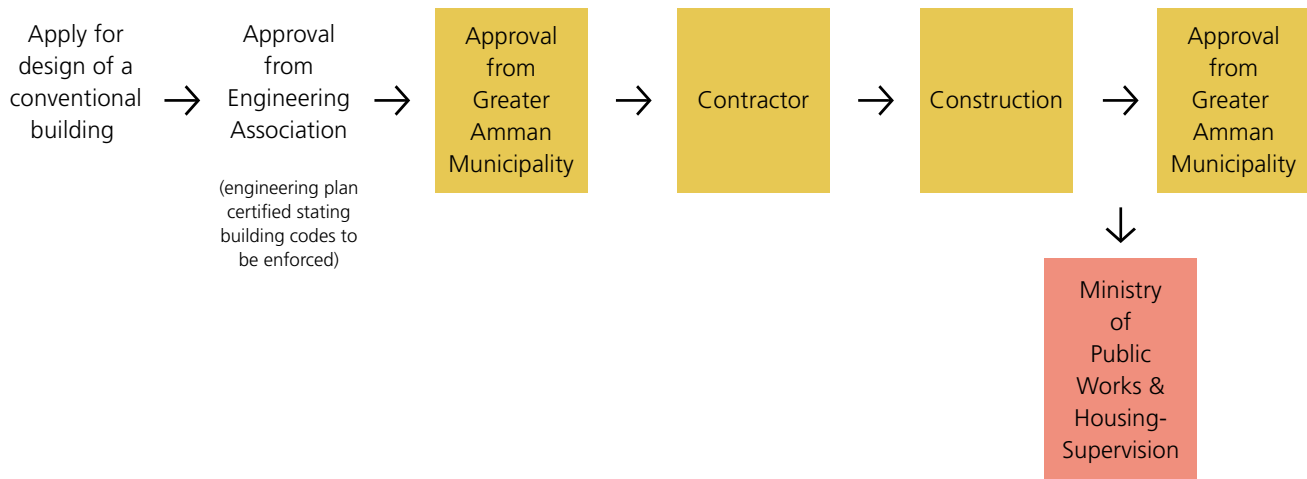 Apply for
design of a
conventional
building
Approval
from
Engineering
Association
(engineering plan
certified stating
building codes to
be enforced)
Approval
from
Greater
Amman
Municipality
Contractor
Construction
Approval
from
Greater
Amman
Municipality
Ministry
of
Public
Works &
Housing-
Supervision